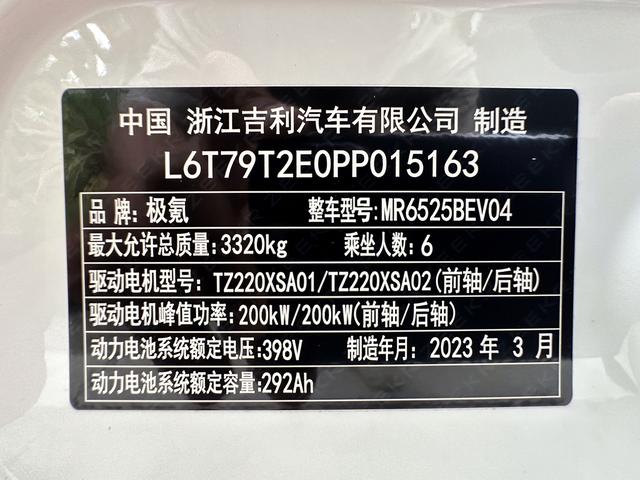 中国 浙江吉利汽车有限公司 制造
L6T79T2E0PP015163
品 牌:极氪 整车型号:MR6525BEV04
最大允许总质量:3320kg 乘坐人数:6
驱动电机型号:TZ220XSA01/TZ220XSA02(前轴/后轴)
驱动电机峰值功率:200kW/200kW(前轴/后轴)
动力电池系统额定电压:398V 制造年月:2023 年 3 月
动力电池系统额定容量:292Ah